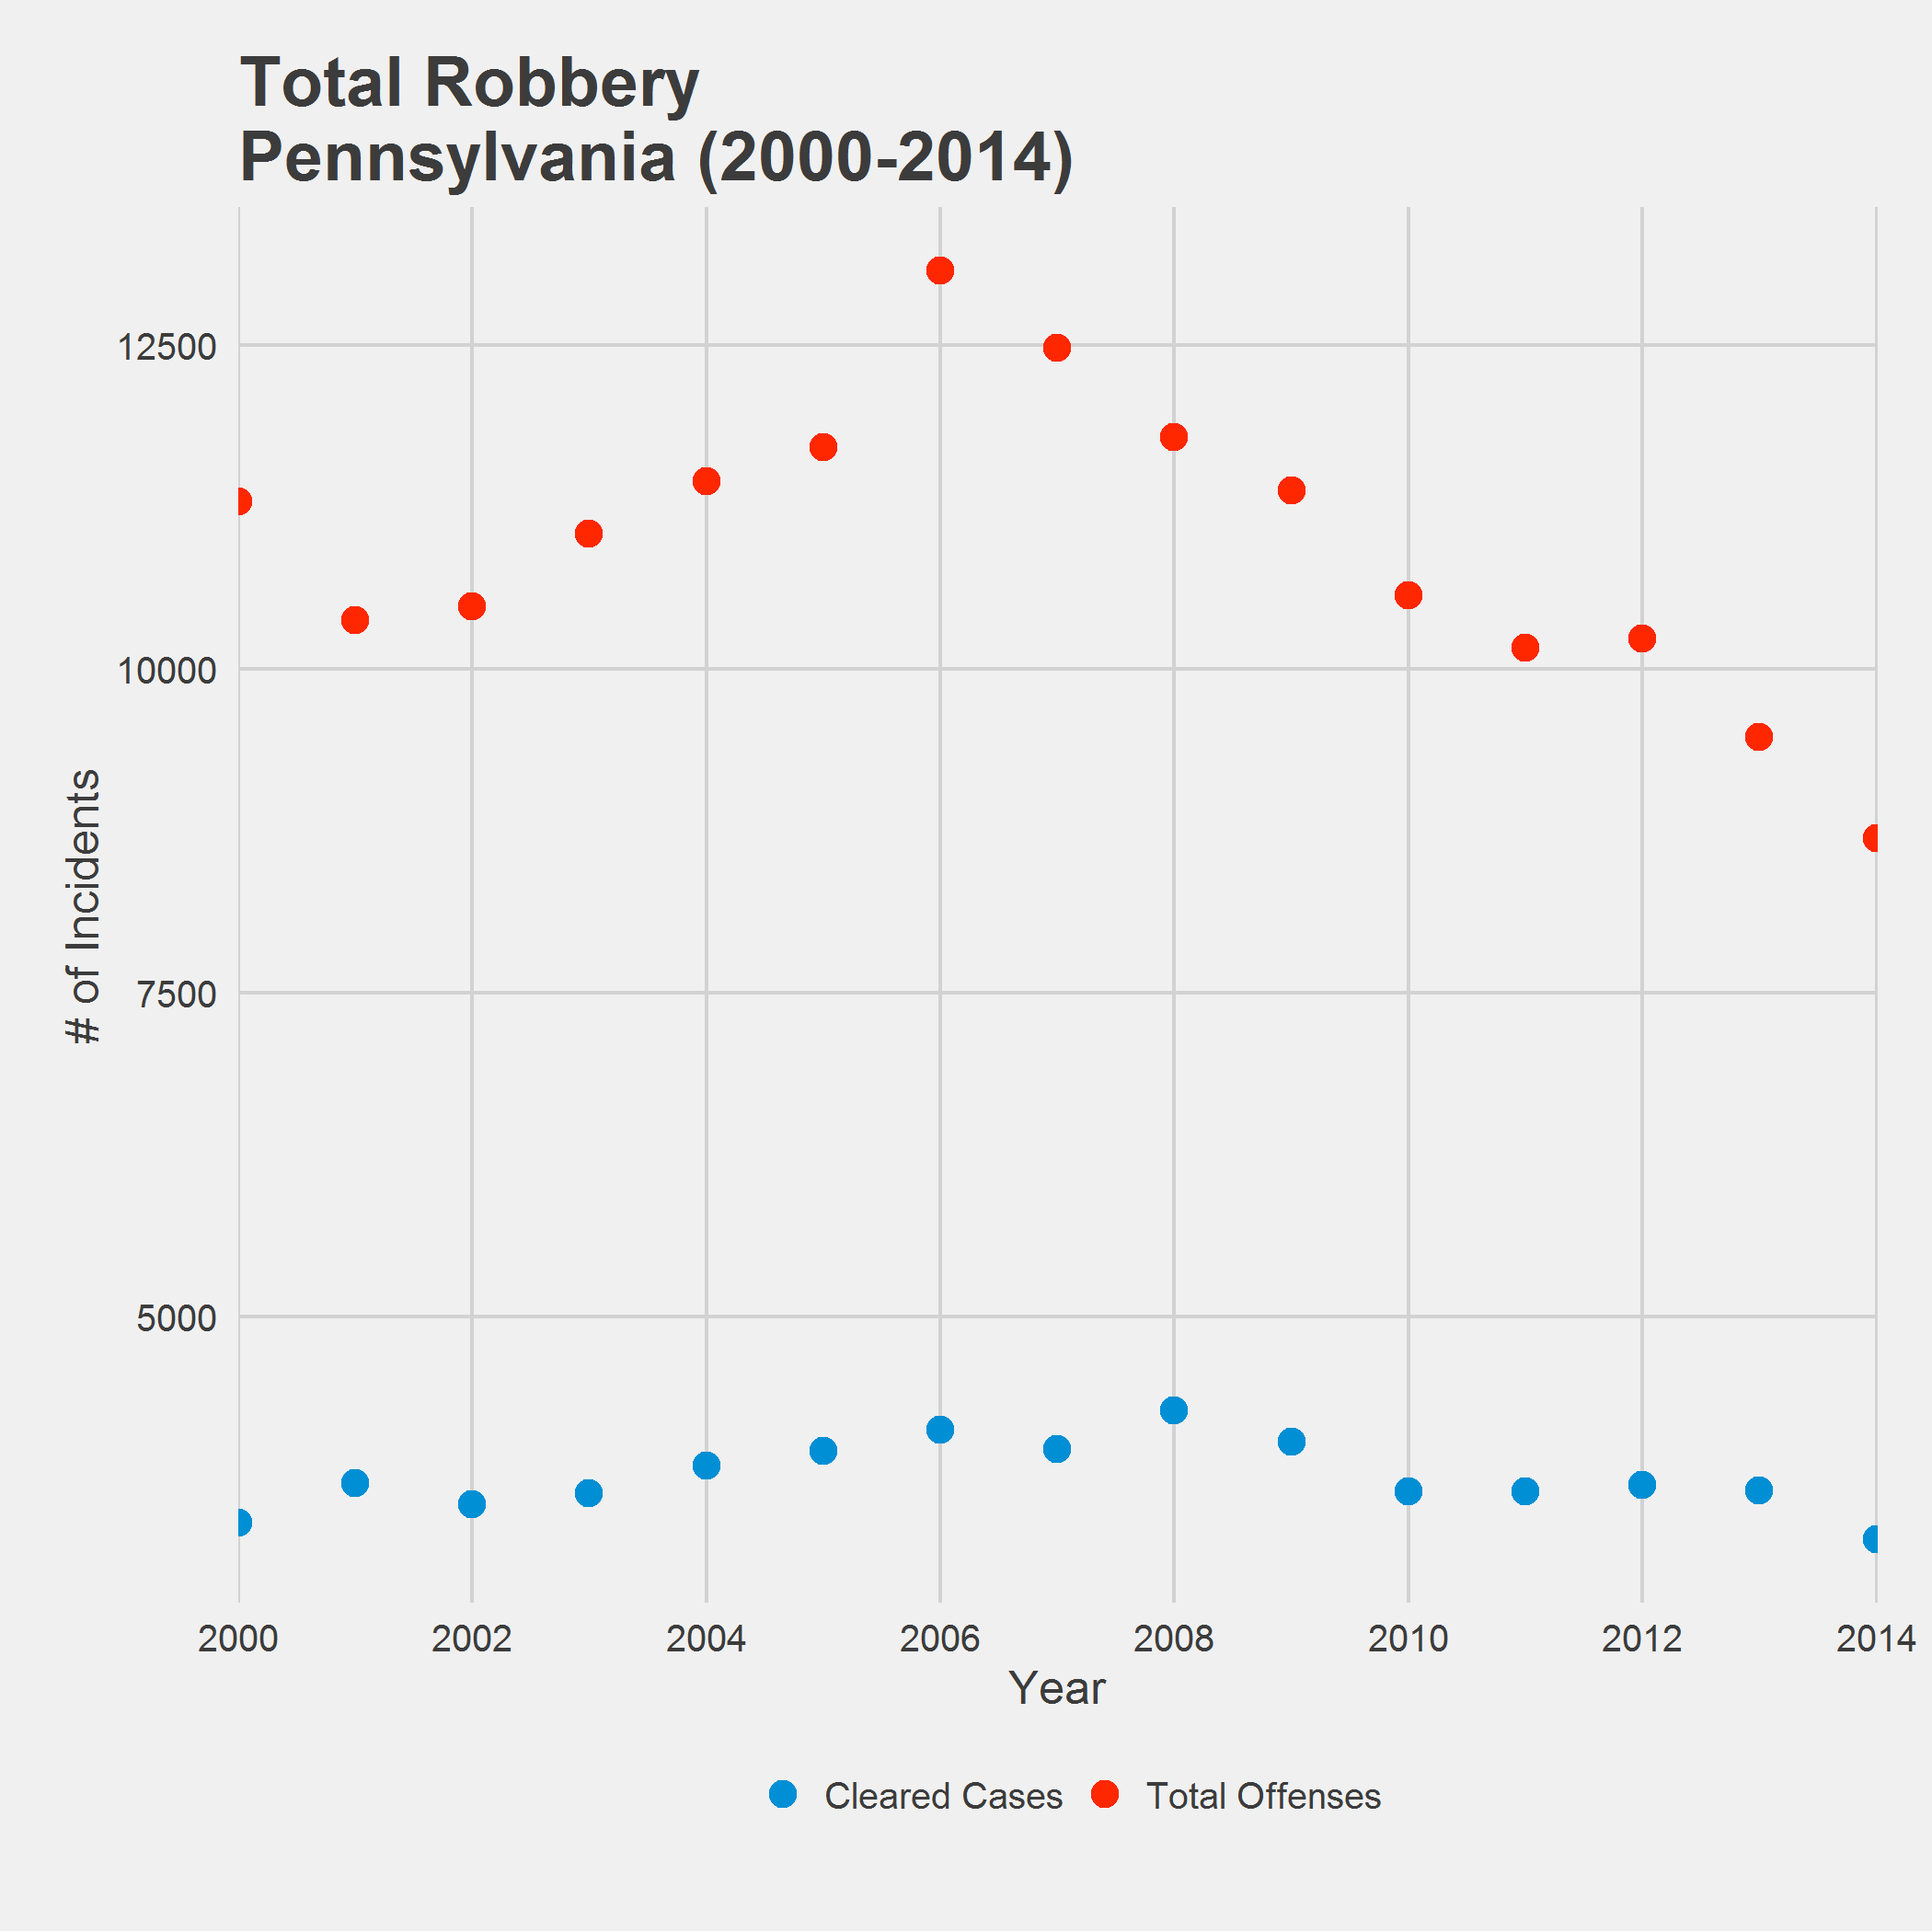 Total Robbery
Pennsylvania (2000-2014)
12500
10000
7500
5000
# of Incidents
2000 2002 2004 2006 2008 2010 2012 2014
Year
Cleared Cases Total Offenses